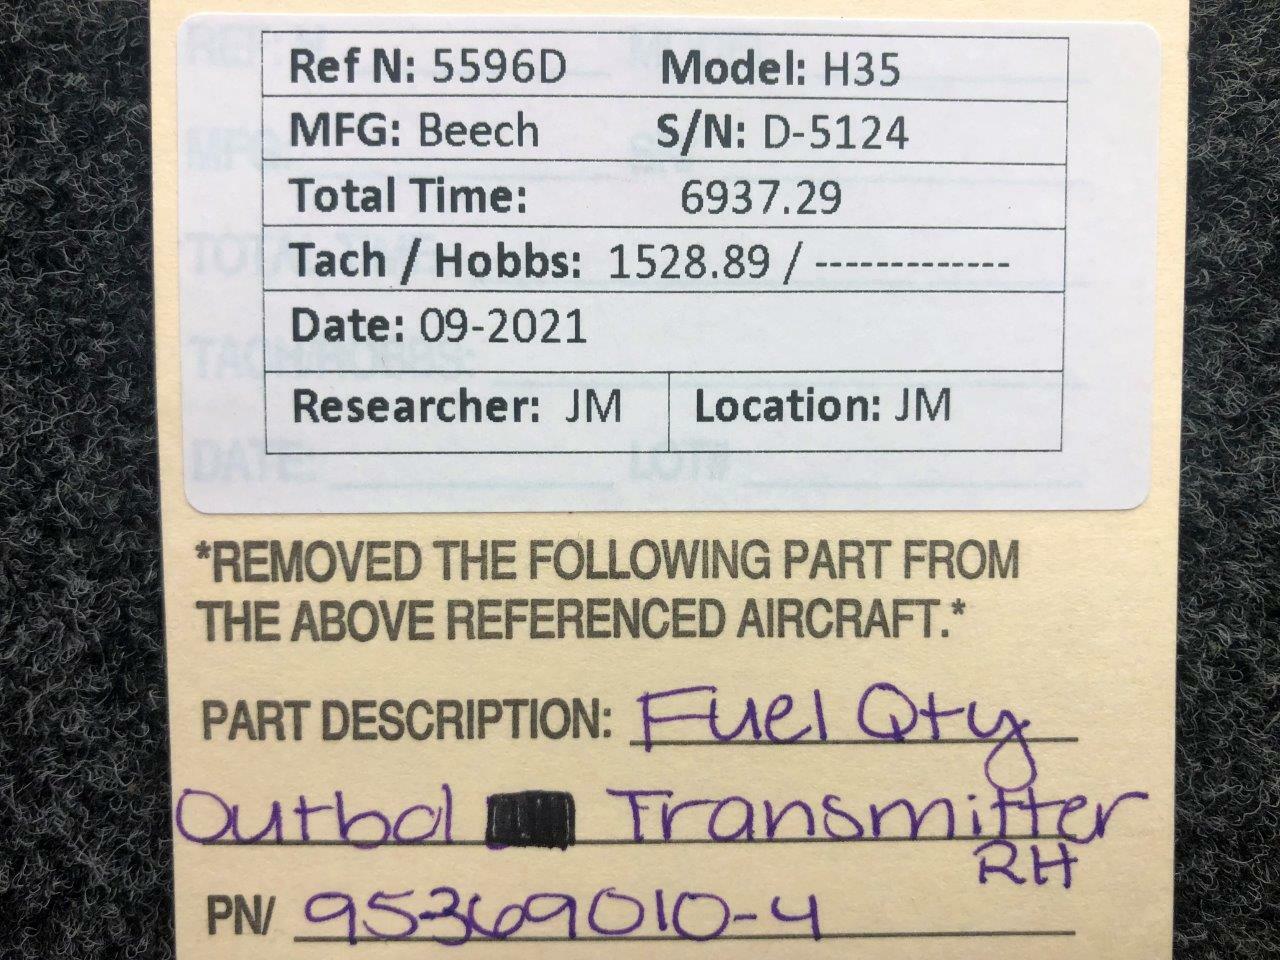 Ref N: 5596D Model: H35
MFG: Beech S/N: D-5124
Total Time: 6937.29
Tach / Hobbs: 1528.89 / -------------
Date: 09-2021
Researcher: JM Location: JM
*REMOVED THE FOLLOWING PART FROM
THE ABOVE REFERENCED AIRCRAFT.*
PART DESCRIPTION: Fuel Qty
Outbd Transmitter
RH
PN/ 95369010-4